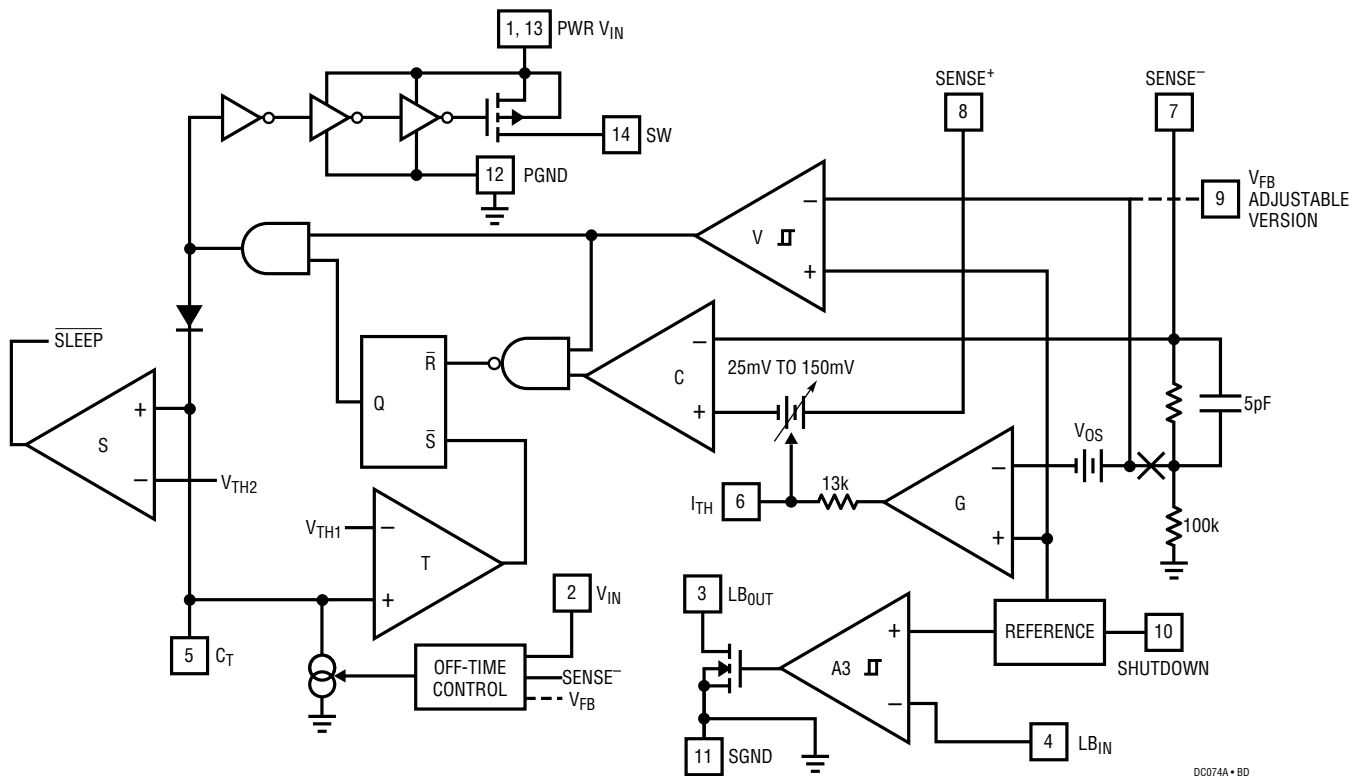 1, 13 PWR VIN
SENSE+
SENSE−
8
7
14 SW
12 PGND
9 VFB
ADJUSTABLE
VERSION
V
−
+
SLEEP
R
Q
S
C
−
+
25mV TO 150mV
5pF
S
+
−
VTH2
VOS
6
ITH
13k
G
−
+
100k
VTH1
T
−
+
2 VIN
3 LBOUT
REFERENCE
10
SHUTDOWN
5 CT
OFF-TIME
CONTROL
SENSE−
VFB
A3
+
−
11 SGND
4 LBIN
DC074A • BD